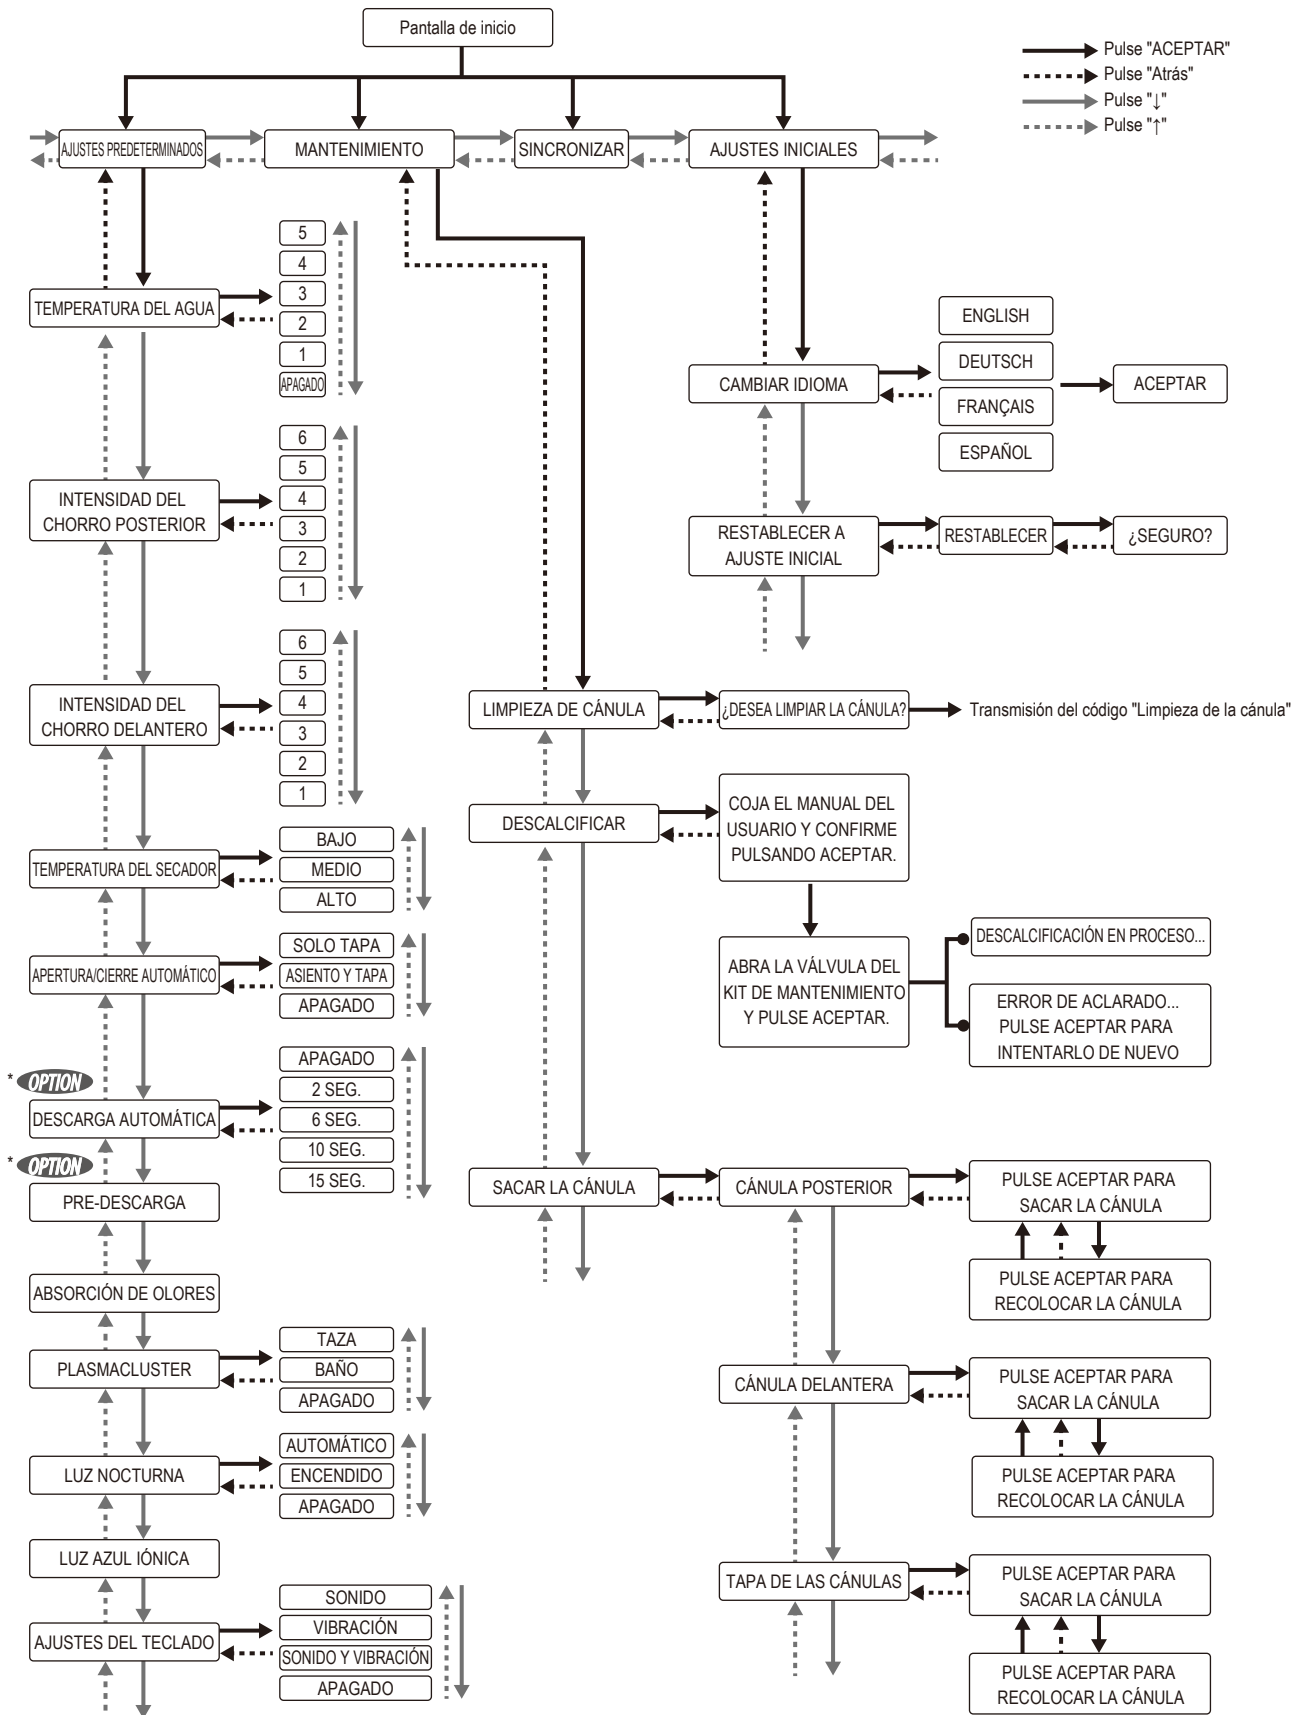 Pantalla de inicio
Pulse "ACEPTAR"
Pulse "Atrás"
Pulse "↓"
Pulse "↑"
AJUSTES PREDETERMINADOS
MANTENIMIENTO
SINCRONIZAR
AJUSTES INICIALES
TEMPERATURA DEL AGUA
5
4
3
2
1
APAGADO
INTENSIDAD DEL
CHORRO POSTERIOR
6
5
4
3
2
1
INTENSIDAD DEL
CHORRO DELANTERO
6
5
4
3
2
1
TEMPERATURA DEL SECADOR
BAJO
MEDIO
ALTO
APERTURA/CIERRE AUTOMÁTICO
SOLO TAPA
ASIENTO Y TAPA
APAGADO
* OPTION
DESCARGA AUTOMÁTICA
APAGADO
2 SEG.
6 SEG.
10 SEG.
15 SEG.
* OPTION
PRE-DESCARGA
ABSORCIÓN DE OLORES
PLASMACLUSTER
TAZA
BAÑO
APAGADO
LUZ NOCTURNA
AUTOMÁTICO
ENCENDIDO
APAGADO
LUZ AZUL IÓNICA
AJUSTES DEL TECLADO
SONIDO
VIBRACIÓN
SONIDO Y VIBRACIÓN
APAGADO
CAMBIAR IDIOMA
ENGLISH
DEUTSCH
FRANÇAIS
ESPAÑOL
ACEPTAR
RESTABLECER A
AJUSTE INICIAL
RESTABLECER
¿SEGURO?
LIMPIEZA DE CÁNULA
¿DESEA LIMPIAR LA CÁNULA?
Transmisión del código "Limpieza de la cánula"
DESCALCIFICAR
COJA EL MANUAL DEL
USUARIO Y CONFIRME
PULSANDO ACEPTAR.
ABRA LA VÁLVULA DEL
KIT DE MANTENIMIENTO
Y PULSE ACEPTAR.
DESCALCIFICACIÓN EN PROCESO...
ERROR DE ACLARADO...
PULSE ACEPTAR PARA
INTENTARLO DE NUEVO
SACAR LA CÁNULA
CÁNULA POSTERIOR
PULSE ACEPTAR PARA
SACAR LA CÁNULA
PULSE ACEPTAR PARA
RECOLOCAR LA CÁNULA
CÁNULA DELANTERA
PULSE ACEPTAR PARA
SACAR LA CÁNULA
PULSE ACEPTAR PARA
RECOLOCAR LA CÁNULA
TAPA DE LAS CÁNULAS
PULSE ACEPTAR PARA
SACAR LA CÁNULA
PULSE ACEPTAR PARA
RECOLOCAR LA CÁNULA